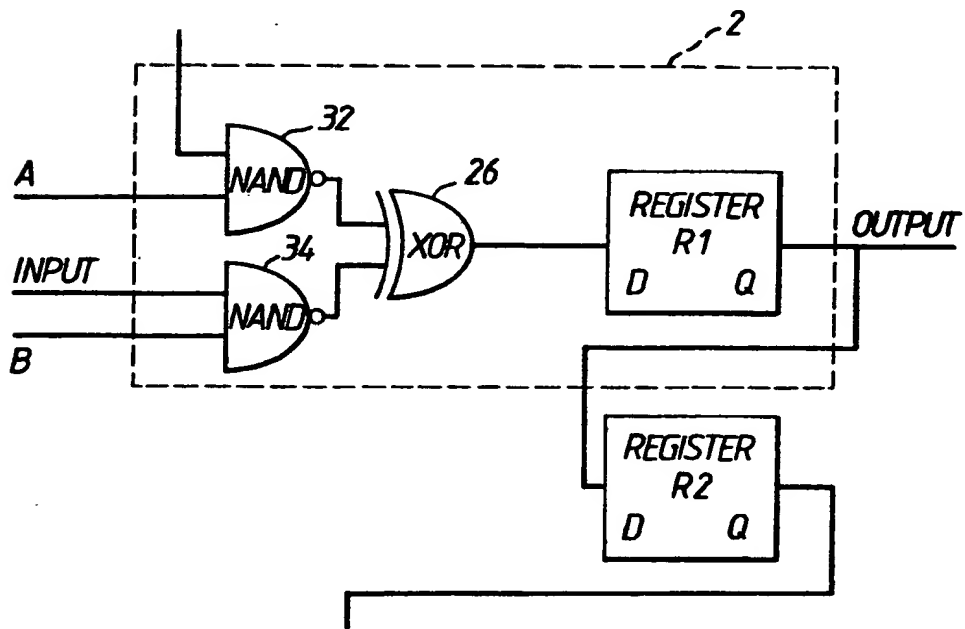 2
32
A
NAND
26
REGISTER
R1
OUTPUT
XOR
34
INPUT
D Q
NAND
B
REGISTER
R2
D Q